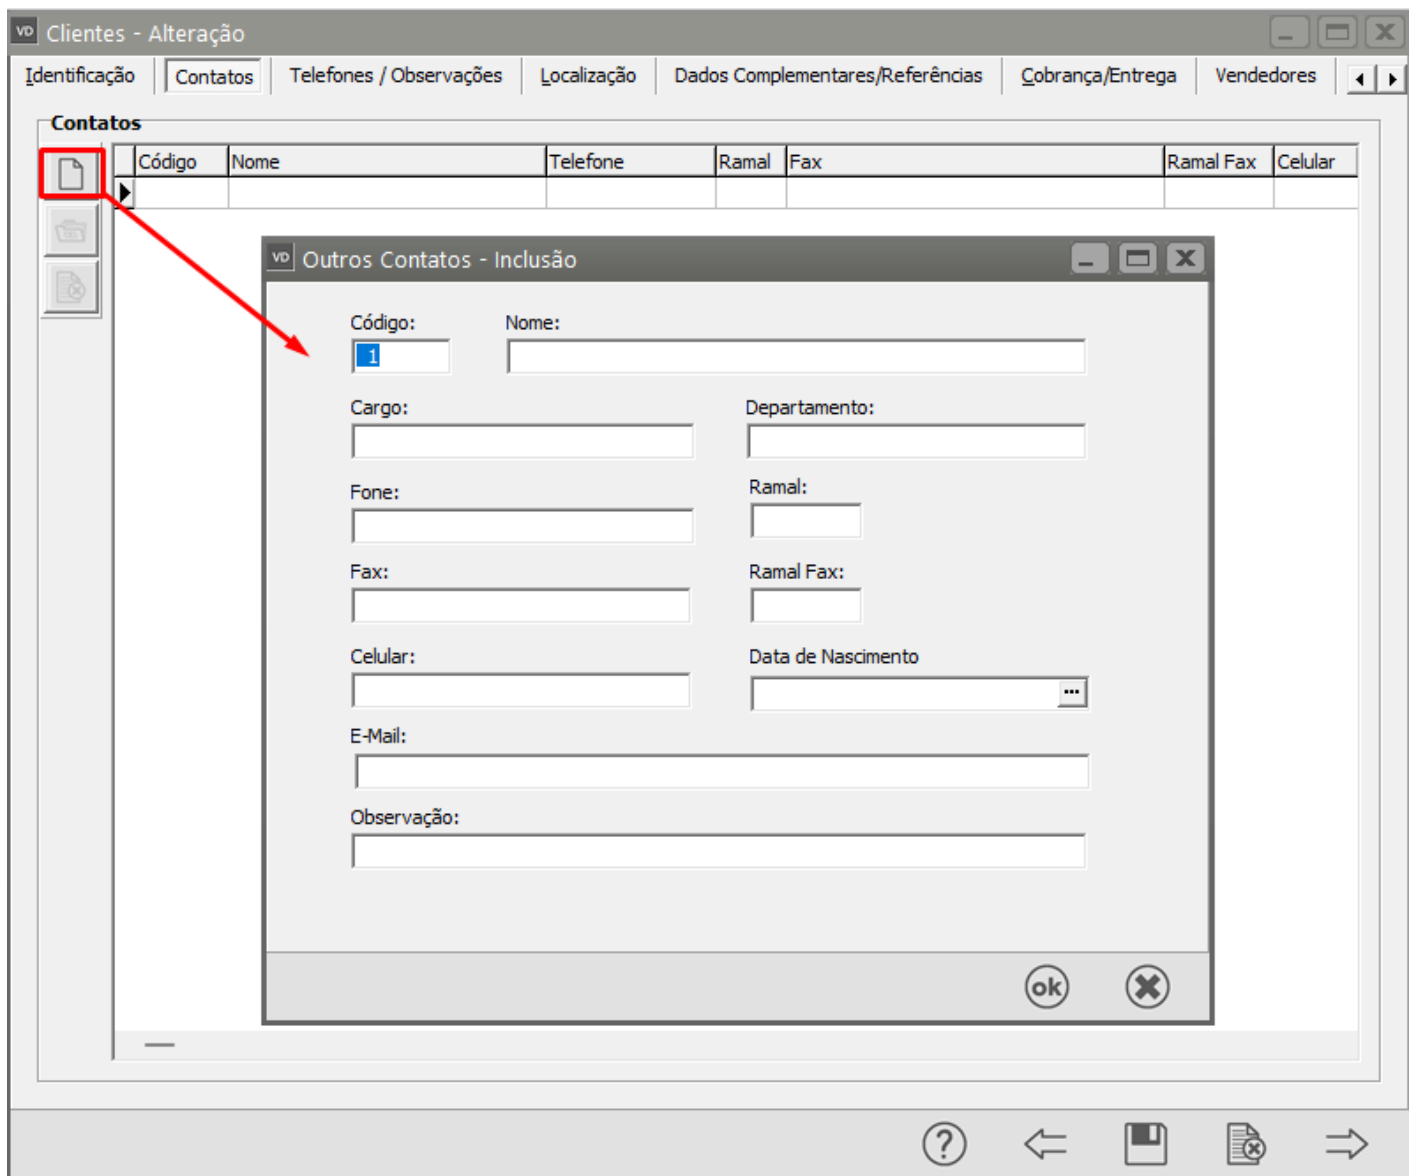 VD Clientes - Alteração
Identificação Contatos Telefones / Observações Localização Dados Complementares/Referências Cobrança/Entrega Vendedores
Contatos
Código Nome Telefone Ramal Fax Ramal Fax Celular
VD Outros Contatos - Inclusão
Código: Nome:
1
Cargo: Departamento:
Fone: Ramal:
Fax: Ramal Fax:
Celular: Data de Nascimento
...
E-Mail:
Observação:
ok
?